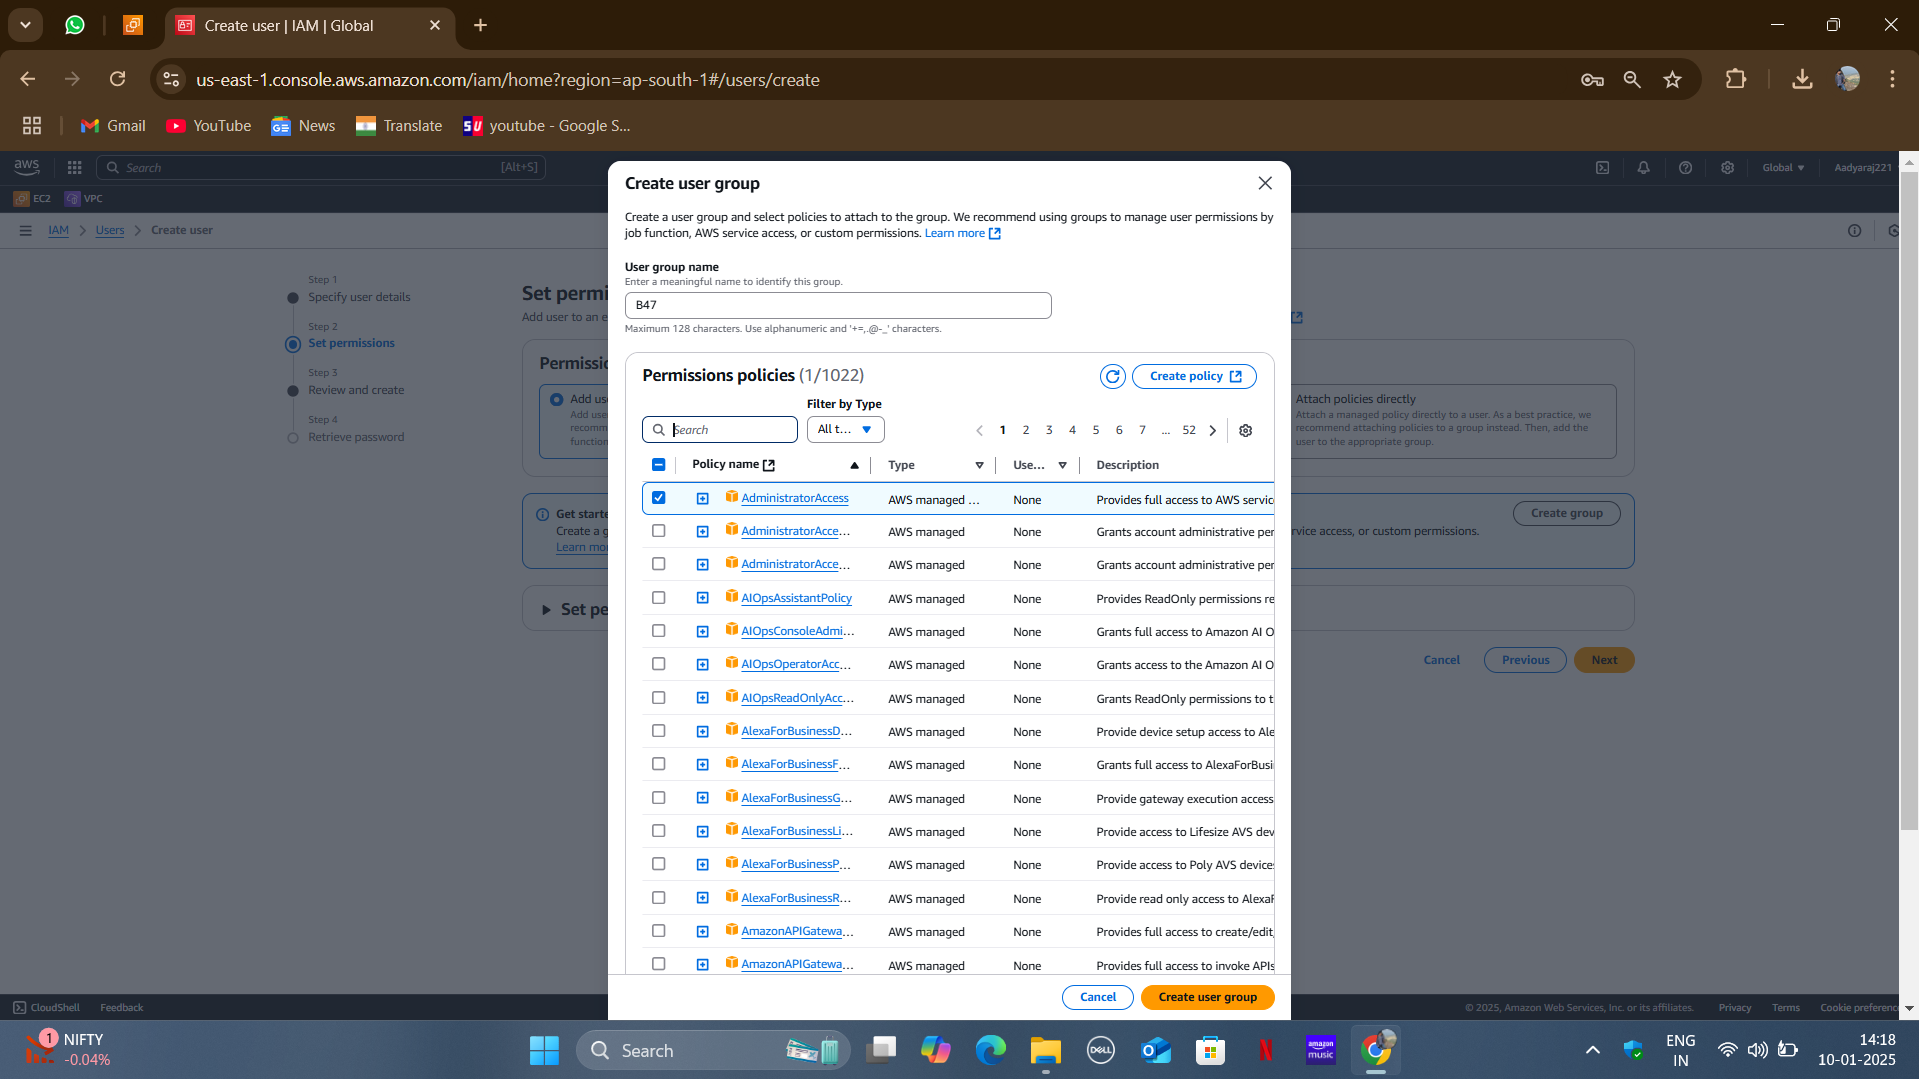 Create user | IAM | Global
us-east-1.console.aws.amazon.com/iam/home?region=ap-south-1#/users/create
Gmail
YouTube
News
Translate
youtube - Google S...
aws
Search
[Alt+S]
Global
Aadyaraj221
EC2
VPC
IAM
Users
Create user
Step 1
Specify user details
Step 2
Set permissions
Step 3
Review and create
Step 4
Retrieve password
Set permi
Add user to an e
Permissio
Add us
Add use
recomm
function
Attach policies directly
Attach a managed policy directly to a user. As a best practice, we
recommend attaching policies to a group instead. Then, add the
user to the appropriate group.
Get starte
Create a g
rvice access, or custom permissions.
Learn mo
Create group
Set pe
Cancel
Previous
Next
Create user group
Create a user group and select policies to attach to the group. We recommend using groups to manage user permissions by
job function, AWS service access, or custom permissions. Learn more
User group name
Enter a meaningful name to identify this group.
B47
Maximum 128 characters. Use alphanumeric and '+=,.@-_' characters.
Permissions policies (1/1022)
Create policy
Filter by Type
Search
All t...
1 2 3 4 5 6 7 ... 52
Policy name Type Use... Description
AdministratorAccess AWS managed ... None Provides full access to AWS servic
AdministratorAcce... AWS managed None Grants account administrative per
AdministratorAcce... AWS managed None Grants account administrative per
AIOpsAssistantPolicy AWS managed None Provides ReadOnly permissions re
AIOpsConsoleAdmi... AWS managed None Grants full access to Amazon AI O
AIOpsOperatorAcc... AWS managed None Grants access to the Amazon AI O
AIOpsReadOnlyAcc... AWS managed None Grants ReadOnly permissions to t
AlexaForBusinessD... AWS managed None Provide device setup access to Ale
AlexaForBusinessF... AWS managed None Grants full access to AlexaForBusi
AlexaForBusinessG... AWS managed None Provide gateway execution access
AlexaForBusinessLi... AWS managed None Provide access to Lifesize AVS dev
AlexaForBusinessP... AWS managed None Provide access to Poly AVS device
AlexaForBusinessR... AWS managed None Provide read only access to AlexaF
AmazonAPIGatewa... AWS managed None Provides full access to create/edit
AmazonAPIGatewa... AWS managed None Provides full access to invoke APIs
Cancel
Create user group
CloudShell
Feedback
© 2025, Amazon Web Services, Inc. or its affiliates.
Privacy
Terms
Cookie preference
1
NIFTY
-0.04%
Search
DELL
amazon
music
N
ENG
IN
14:18
10-01-2025